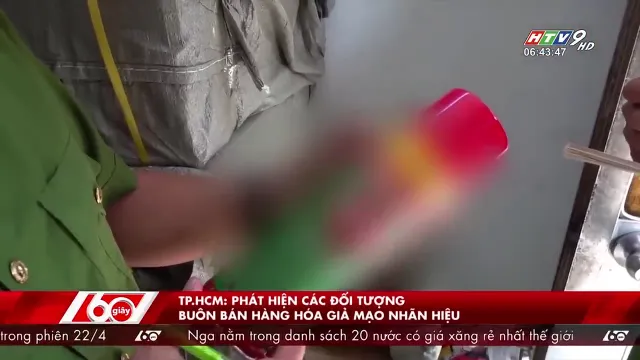 HTV9 HD
06:43:47
60 giây
TP.HCM: PHÁT HIỆN CÁC ĐỐI TƯỢNG
BUÔN BÁN HÀNG HÓA GIẢ MẠO NHÃN HIỆU
trong phiên 22/4 60 Nga nằm trong danh sách 20 nước có giá xăng rẻ nhất thế giới 60